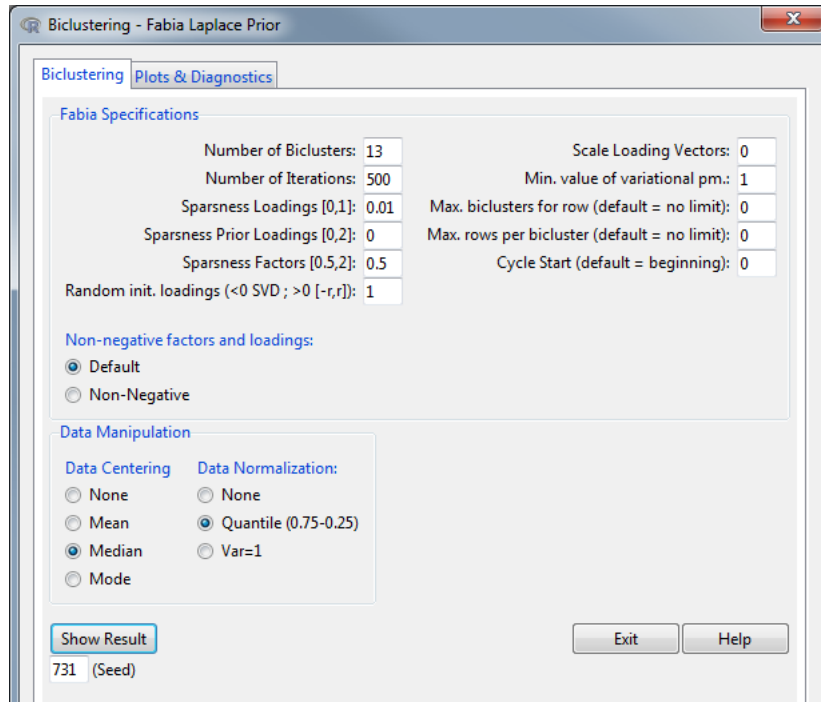 Biclustering - Fabia Laplace Prior
x
Biclustering Plots & Diagnostics
Fabia Specifications
Number of Biclusters: 13
Number of Iterations: 500
Sparsness Loadings [0,1]: 0.01
Sparsness Prior Loadings [0,2]: 0
Sparsness Factors [0.5,2]: 0.5
Random init. loadings (<0 SVD ; >0 [-r,r]): 1
Scale Loading Vectors: 0
Min. value of variational pm.: 1
Max. biclusters for row (default = no limit): 0
Max. rows per bicluster (default = no limit): 0
Cycle Start (default = beginning): 0
Non-negative factors and loadings:
Default
Non-Negative
Data Manipulation
Data Centering
None
Mean
Median
Mode
Data Normalization:
None
Quantile (0.75-0.25)
Var=1
Show Result
731 (Seed)
Exit
Help